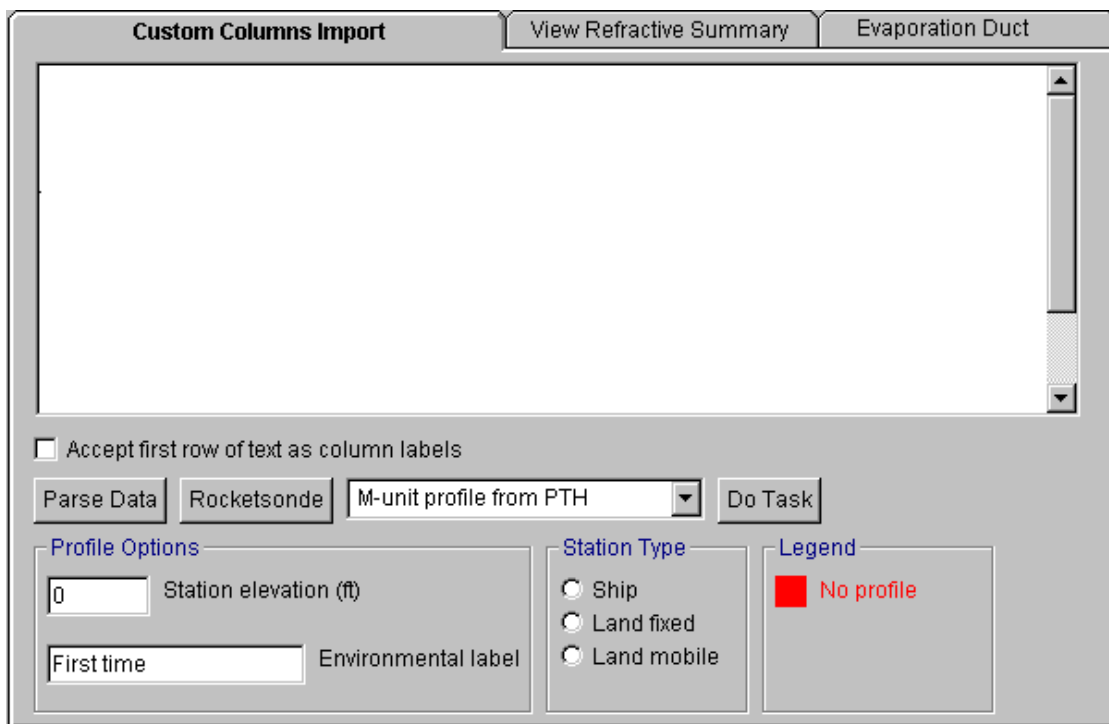 Custom Columns Import View Refractive Summary Evaporation Duct
Accept first row of text as column labels
Parse Data Rocketsonde M-unit profile from PTH Do Task
Profile Options Station Type Legend
0 Station elevation (ft) Ship No profile
Land fixed
First time Environmental label Land mobile